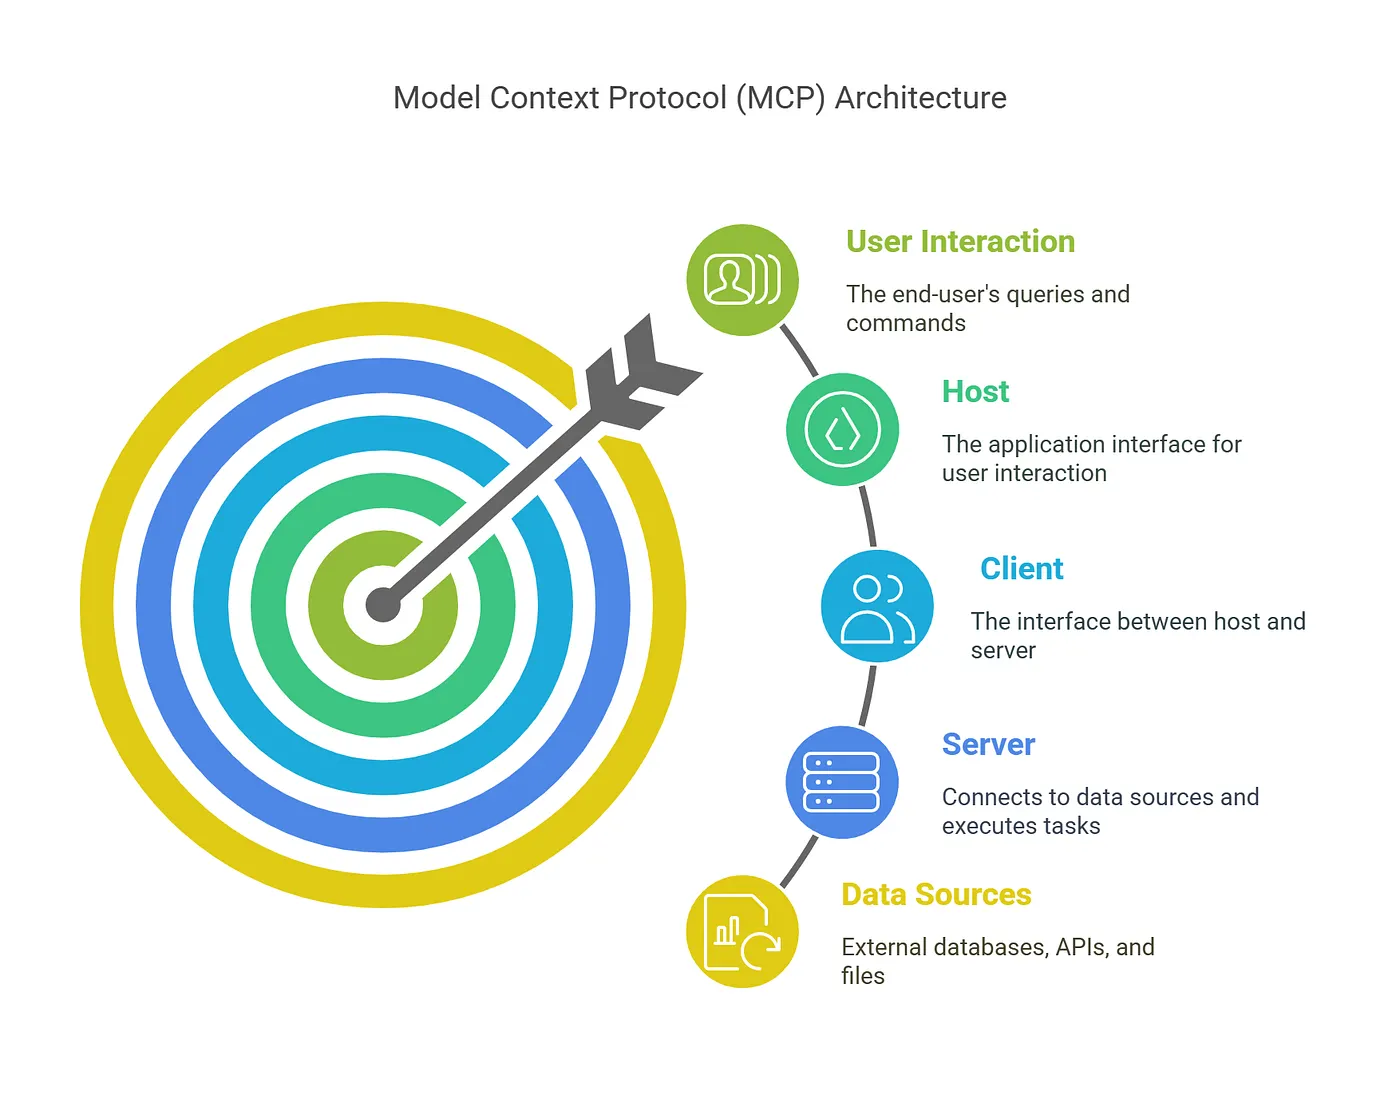 Model Context Protocol (MCP) Architecture
User Interaction
The end-user's queries and
commands
Host
The application interface for
user interaction
Client
The interface between host and
server
Server
Connects to data sources and
executes tasks
Data Sources
External databases, APIs, and
files